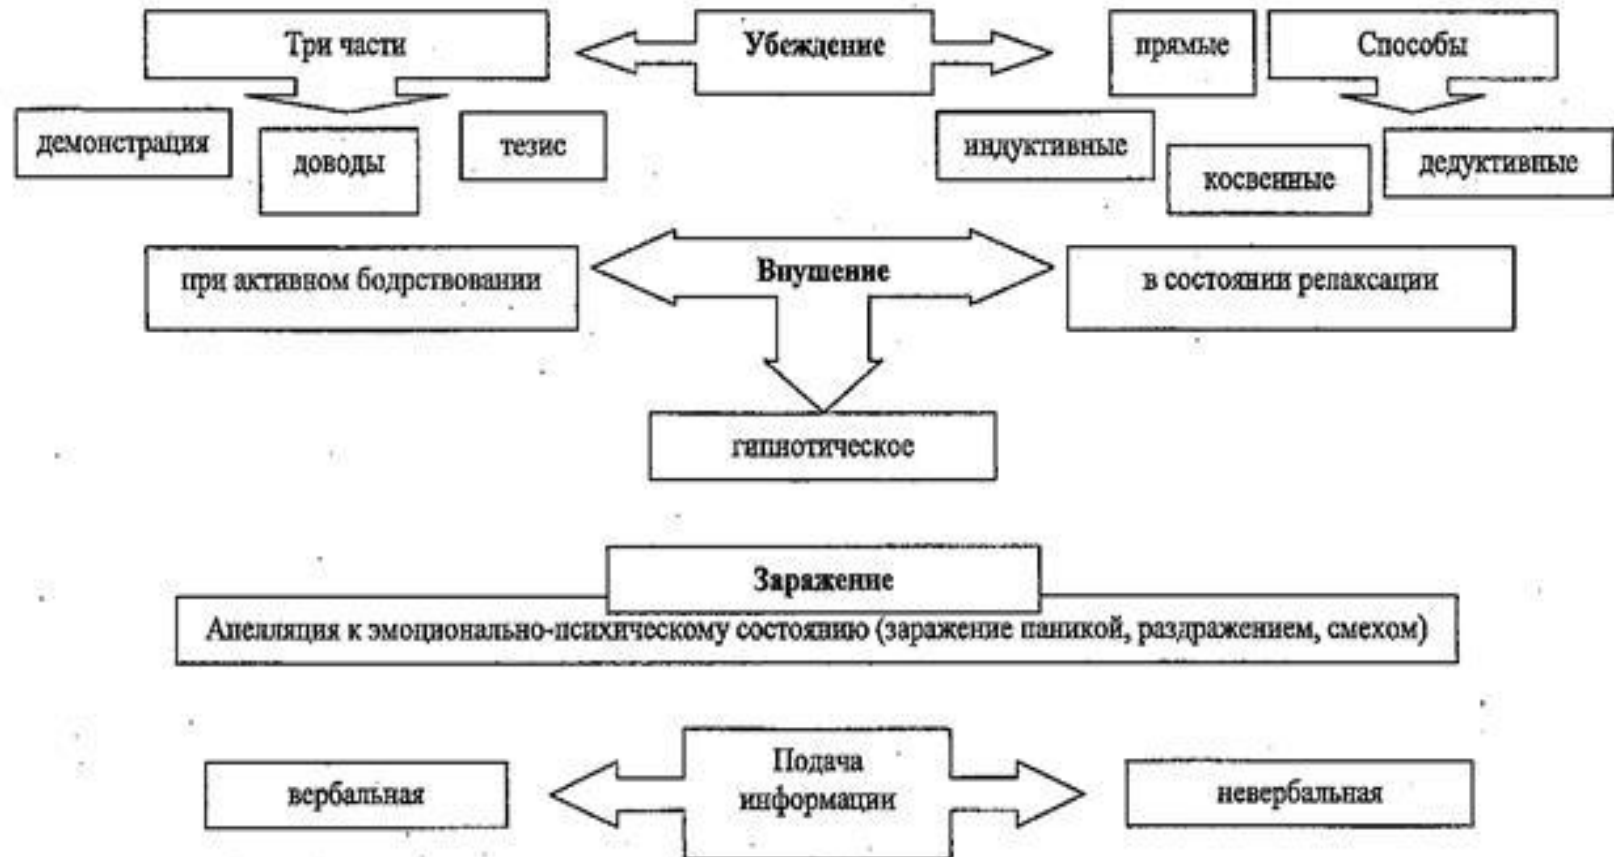 Три части
Убеждение
прямые
Способы
демонстрация
доводы
тезис
индуктивные
косвенные
дедуктивные
при активном бодрствовании
Внушение
в состоянии релаксации
гипнотическое
Заражение
Апелляция к эмоционально-психическому состоянию (заражение паникой, раздражением, смехом)
вербальная
Подача
информации
невербальная